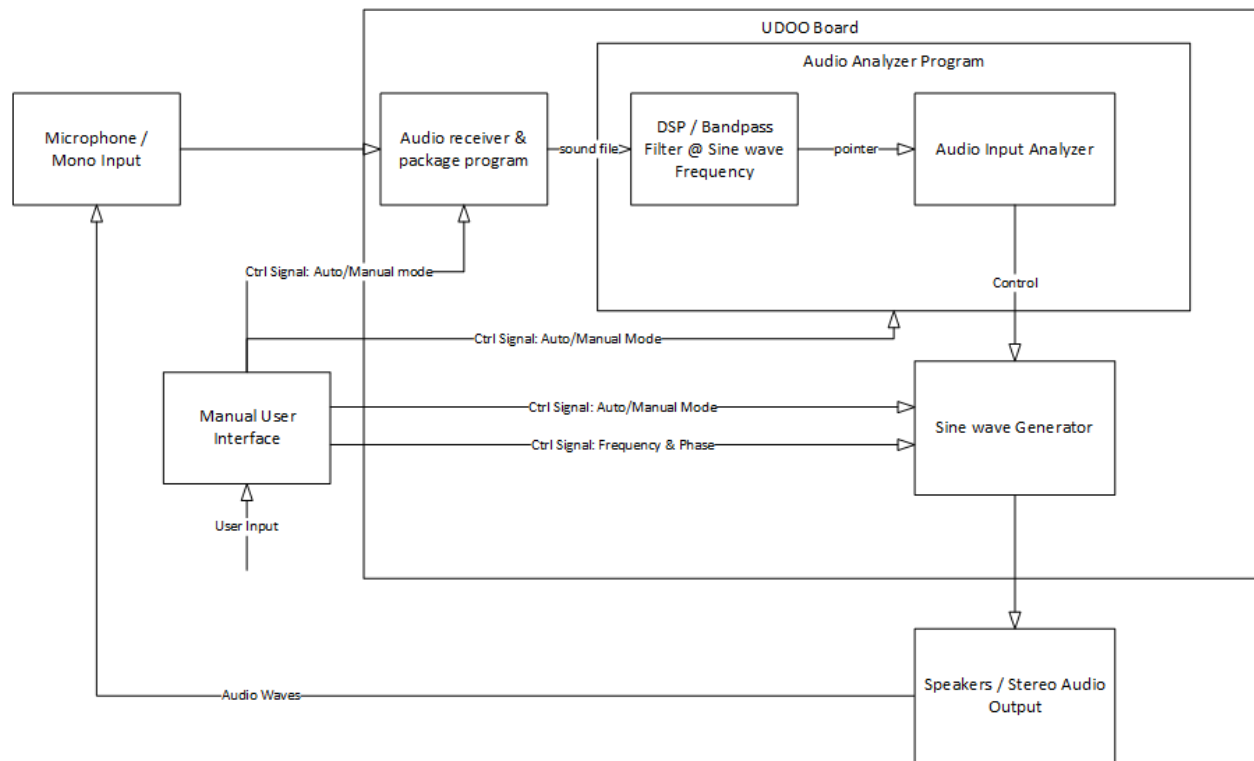 UDOO Board
Audio Analyzer Program
Microphone /
Mono Input
Audio receiver &
package program
sound file
DSP / Bandpass
Filter @ Sine wave
Frequency
pointer
Audio Input Analyzer
Ctrl Signal: Auto/Manual mode
Control
Ctrl Signal: Auto/Manual Mode
Manual User
Interface
Ctrl Signal: Auto/Manual Mode
Ctrl Signal: Frequency & Phase
Sine wave Generator
User Input
Audio Waves
Speakers / Stereo Audio
Output